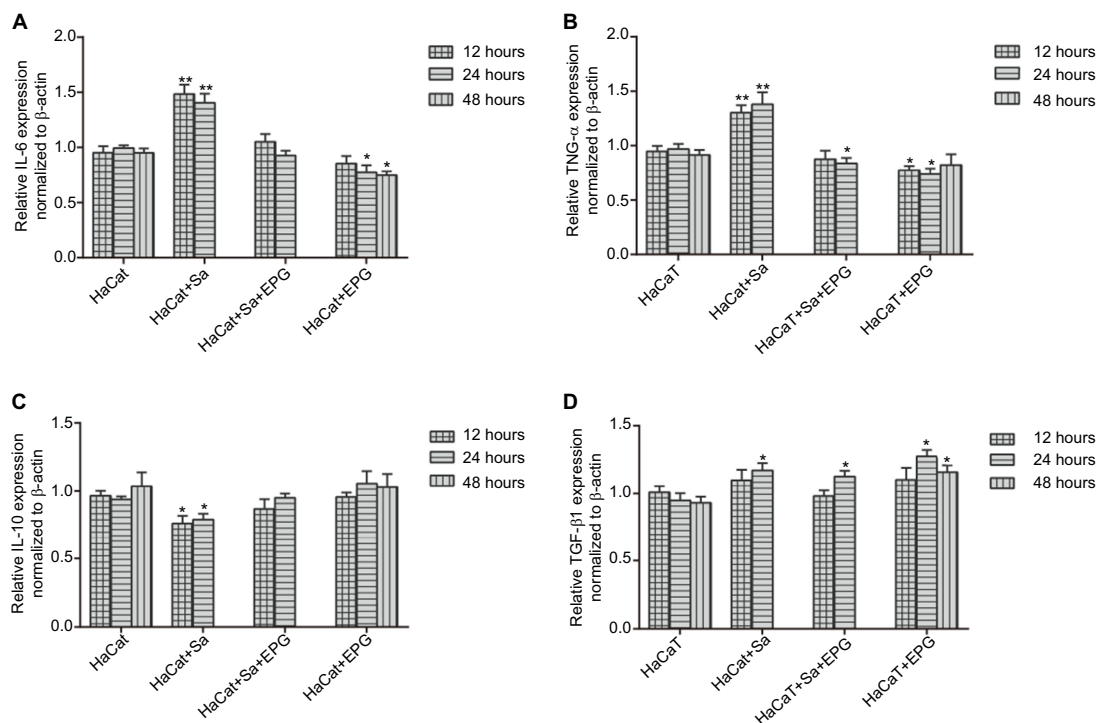 A
Relative IL-6 expression
normalized to β-actin
2.0
1.5
1.0
0.5
0.0
** **
* *
HaCat
HaCat+Sa
HaCat+Sa+EPG
HaCat+EPG
12 hours
24 hours
48 hours
B
Relative TNG-α expression
normalized to β-actin
2.0
1.5
1.0
0.5
0.0
** **
*
* *
HaCaT
HaCat+Sa
HaCaT+Sa+EPG
HaCaT+EPG
12 hours
24 hours
48 hours
C
Relative IL-10 expression
normalized to β-actin
1.5
1.0
0.5
0.0
* *
HaCat
HaCat+Sa
HaCat+Sa+EPG
HaCat+EPG
12 hours
24 hours
48 hours
D
Relative TGF-β1 expression
normalized to β-actin
1.5
1.0
0.5
0.0
*
*
*
*
HaCaT
HaCat+Sa
HaCaT+Sa+EPG
HaCaT+EPG
12 hours
24 hours
48 hours